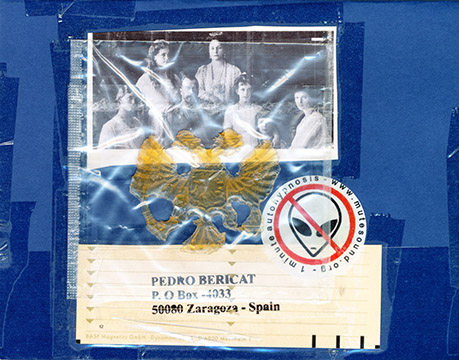 1 minute autohypnosis - www.mutesound.org -
PEDRO BERICAT
P. O Box -4033
50080 Zaragoza - Spain